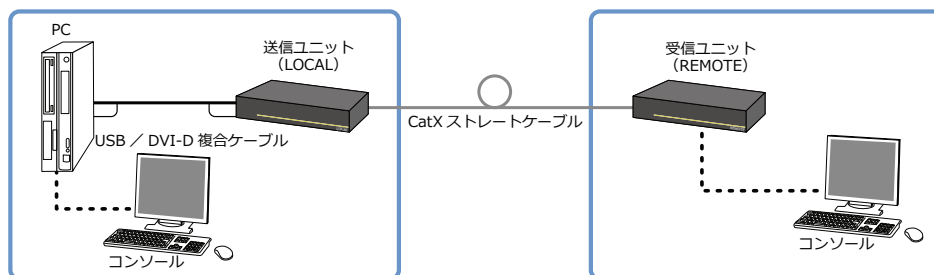 PC
送信ユニット
（LOCAL）
USB ／ DVI-D 複合ケーブル
コンソール
CatX ストレートケーブル
受信ユニット
（REMOTE）
コンソール